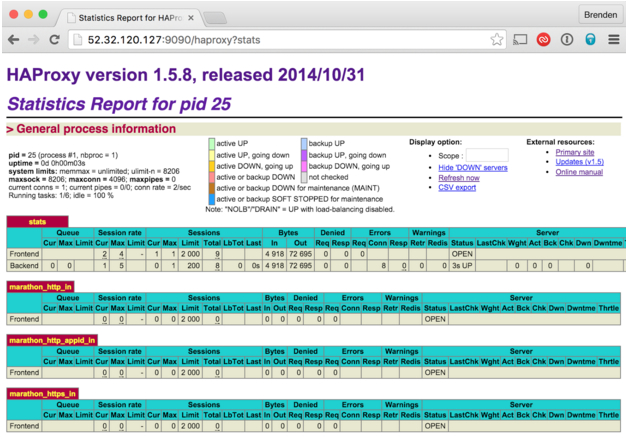 Statistics Report for HAPro
Brenden
52.32.120.127:9090/haproxy?stats
HAProxy version 1.5.8, released 2014/10/31
Statistics Report for pid 25
> General process information
pid = 25 (process #1, nbproc = 1)
uptime = 0d 0h00m03s
system limits: memmax = unlimited; ulimit-n = 8206
maxsock = 8206; maxconn = 4096; maxpipes = 0
current conns = 1; current pipes = 0/0; conn rate = 2/sec
Running tasks: 1/6; idle = 100 %
active UP backup UP
active UP, going down backup UP, going down
active DOWN, going up backup DOWN, going up
active or backup DOWN not checked
active or backup DOWN for maintenance (MAINT)
active or backup SOFT STOPPED for maintenance
Note: "NOLB"/"DRAIN" = UP with load-balancing disabled.
Display option:
• Scope :
• Hide 'DOWN' servers
• Refresh now
• CSV export
External resources:
• Primary site
• Updates (v1.5)
• Online manual
stats
Queue Session rate Sessions Bytes Denied Errors Warnings Server
Cur Max Limit Cur Max Limit Cur Max Limit Total LbTot Last In Out Req Resp Req Conn Resp Retr Redis Status LastChk Wght Act Bck Chk Dwn Dwntme Thrtle
Frontend 2 4 - 1 1 2 000 9 4 918 72 695 0 0 0 OPEN
Backend 0 0 1 5 0 1 200 8 0 0s 4 918 72 695 0 0 8 0 0 0 3s UP 0 0 0 0
marathon_http_in
Queue Session rate Sessions Bytes Denied Errors Warnings Server
Cur Max Limit Cur Max Limit Cur Max Limit Total LbTot Last In Out Req Resp Req Conn Resp Retr Redis Status LastChk Wght Act Bck Chk Dwn Dwntme Thrtle
Frontend 0 0 - 0 0 2 000 0 0 0 0 0 0 OPEN
marathon_http_appid_in
Queue Session rate Sessions Bytes Denied Errors Warnings Server
Cur Max Limit Cur Max Limit Cur Max Limit Total LbTot Last In Out Req Resp Req Conn Resp Retr Redis Status LastChk Wght Act Bck Chk Dwn Dwntme Thrtle
Frontend 0 0 - 0 0 2 000 0 0 0 0 0 0 OPEN
marathon_https_in
Queue Session rate Sessions Bytes Denied Errors Warnings Server
Cur Max Limit Cur Max Limit Cur Max Limit Total LbTot Last In Out Req Resp Req Conn Resp Retr Redis Status LastChk Wght Act Bck Chk Dwn Dwntme Thrtle
Frontend 0 0 - 0 0 2 000 0 0 0 0 0 0 OPEN